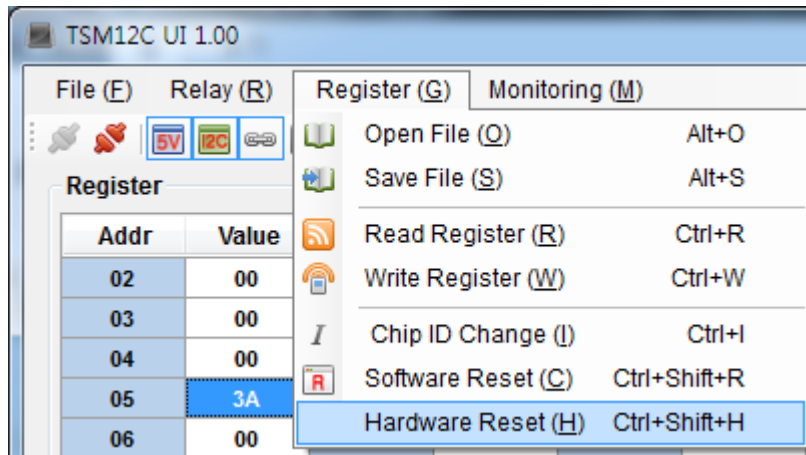 TSM12C UI 1.00
File (F) Relay (R) Register (G) Monitoring (M)
5V I2C
Open File (O) Alt+O
Save File (S) Alt+S
Register
Addr Value
Read Register (R) Ctrl+R
02 00
Write Register (W) Ctrl+W
03 00
I Chip ID Change (I) Ctrl+I
04 00
R Software Reset (C) Ctrl+Shift+R
05 3A
Hardware Reset (H) Ctrl+Shift+H
06 00